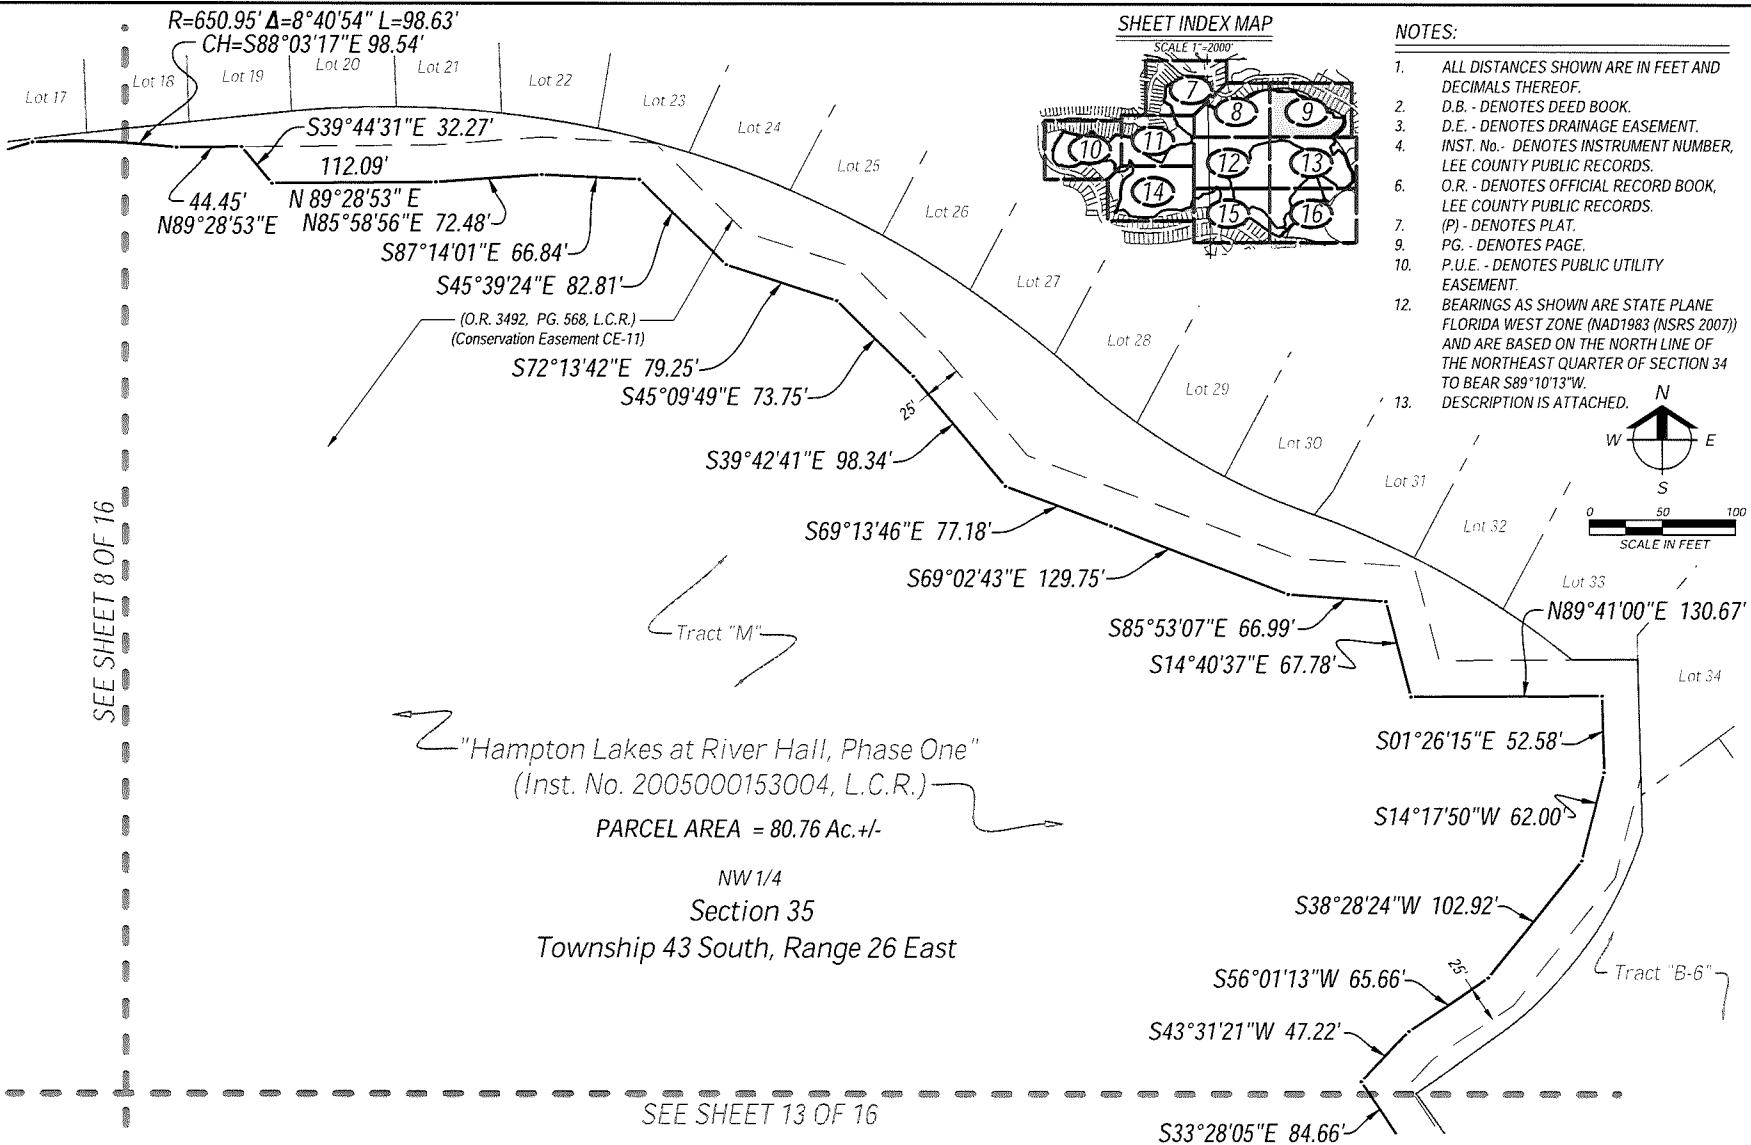 R=650.95' Δ=8°40'54" L=98.63'
CH=S88°03'17"E 98.54'
Lot 17
Lot 18
Lot 19
Lot 20
Lot 21
Lot 22
Lot 23
Lot 24
Lot 25
Lot 26
Lot 27
Lot 28
Lot 29
Lot 30
Lot 31
Lot 32
Lot 33
Lot 34
S39°44'31"E 32.27'
112.09'
N 89°28'53" E
44.45'
N89°28'53"E
N85°58'56"E 72.48'
S87°14'01"E 66.84'
S45°39'24"E 82.81'
(O.R. 3492, PG. 568, L.C.R.)
(Conservation Easement CE-11)
S72°13'42"E 79.25'
S45°09'49"E 73.75'
25'
S39°42'41"E 98.34'
S69°13'46"E 77.18'
S69°02'43"E 129.75'
S85°53'07"E 66.99'
S14°40'37"E 67.78'
N89°41'00"E 130.67'
S01°26'15"E 52.58'
S14°17'50"W 62.00'
S38°28'24"W 102.92'
25'
S56°01'13"W 65.66'
S43°31'21"W 47.22'
S33°28'05"E 84.66'
Tract "B-6"
Tract "M"
"Hampton Lakes at River Hall, Phase One"
(Inst. No. 2005000153004, L.C.R.)
PARCEL AREA = 80.76 Ac.+/-
NW 1/4
Section 35
Township 43 South, Range 26 East
SEE SHEET 8 OF 16
SEE SHEET 13 OF 16
SHEET INDEX MAP
SCALE 1"=2000'
7
8
9
10
11
12
13
14
15
16
NOTES:
1. ALL DISTANCES SHOWN ARE IN FEET AND
DECIMALS THEREOF.
2. D.B. - DENOTES DEED BOOK.
3. D.E. - DENOTES DRAINAGE EASEMENT.
4. INST. No.- DENOTES INSTRUMENT NUMBER,
LEE COUNTY PUBLIC RECORDS.
6. O.R. - DENOTES OFFICIAL RECORD BOOK,
LEE COUNTY PUBLIC RECORDS.
7. (P) - DENOTES PLAT.
9. PG. - DENOTES PAGE.
10. P.U.E. - DENOTES PUBLIC UTILITY
EASEMENT.
12. BEARINGS AS SHOWN ARE STATE PLANE
FLORIDA WEST ZONE (NAD1983 (NSRS 2007))
AND ARE BASED ON THE NORTH LINE OF
THE NORTHEAST QUARTER OF SECTION 34
TO BEAR S89°10'13"W.
13. DESCRIPTION IS ATTACHED.
N
W E
S
0 50 100
SCALE IN FEET